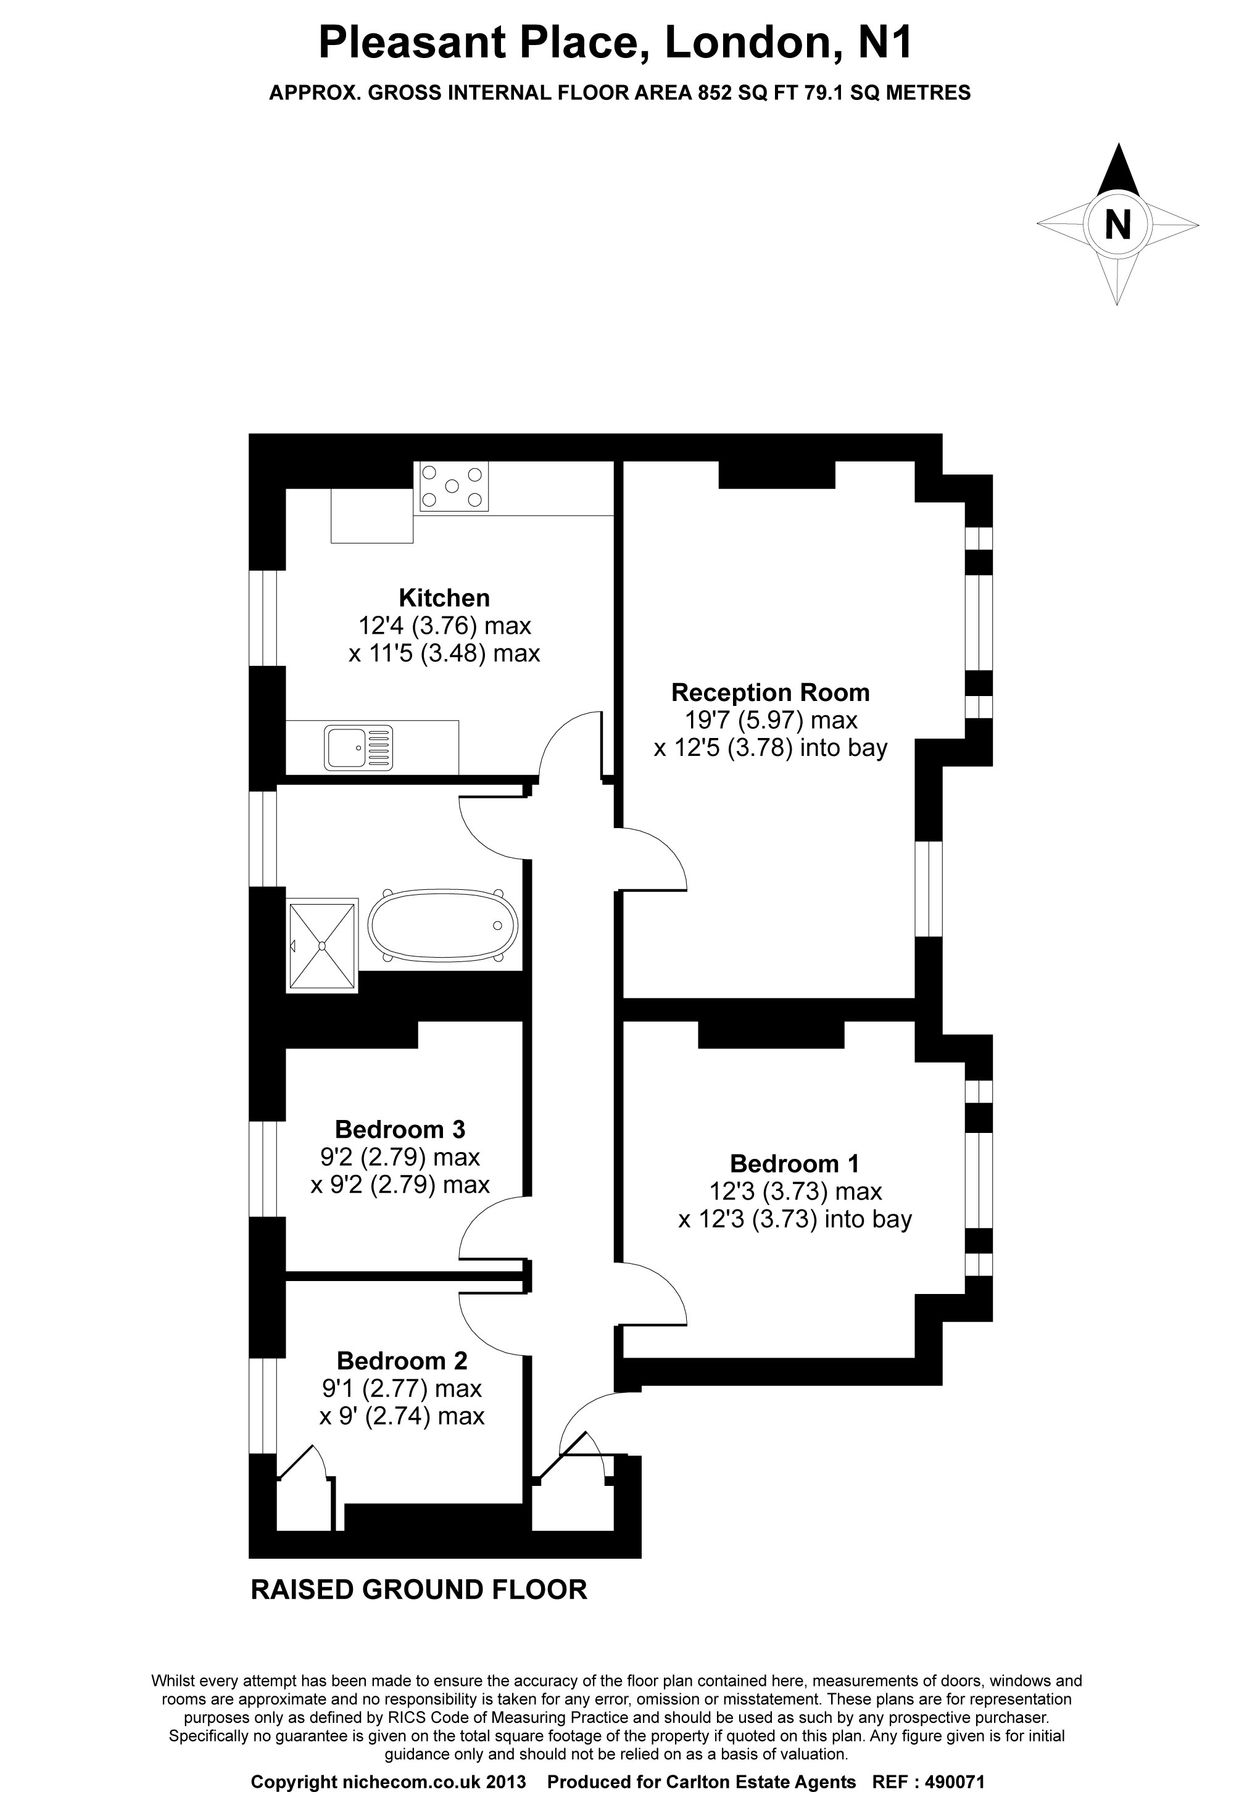 Pleasant Place, London, N1
APPROX. GROSS INTERNAL FLOOR AREA 852 SQ FT 79.1 SQ METRES
N
Kitchen
12'4 (3.76) max
x 11'5 (3.48) max
Reception Room
19'7 (5.97) max
x 12'5 (3.78) into bay
Bedroom 3
9'2 (2.79) max
x 9'2 (2.79) max
Bedroom 1
12'3 (3.73) max
x 12'3 (3.73) into bay
Bedroom 2
9'1 (2.77) max
x 9' (2.74) max
RAISED GROUND FLOOR
Whilst every attempt has been made to ensure the accuracy of the floor plan contained here, measurements of doors, windows and
rooms are approximate and no responsibility is taken for any error, omission or misstatement. These plans are for representation
purposes only as defined by RICS Code of Measuring Practice and should be used as such by any prospective purchaser.
Specifically no guarantee is given on the total square footage of the property if quoted on this plan. Any figure given is for initial
guidance only and should not be relied on as a basis of valuation.
Copyright nichecom.co.uk 2013 Produced for Carlton Estate Agents REF : 490071